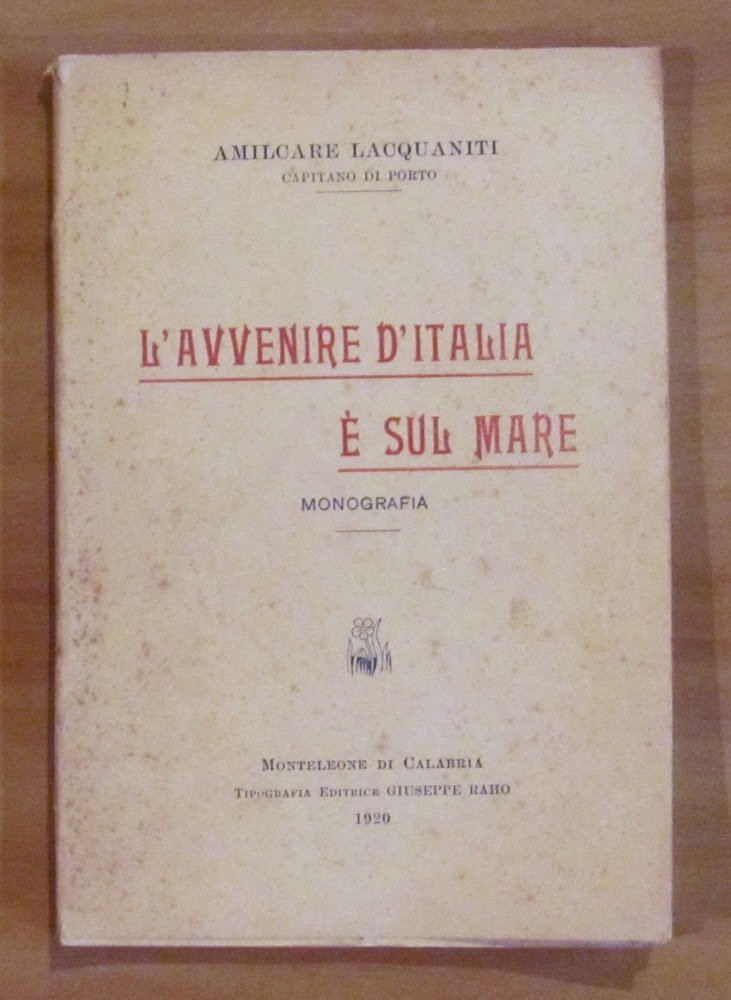 AMILCARE LACQUANITI
CAPITANO DI PORTO
L'AVVENIRE D'ITALIA
È SUL MARE
MONOGRAFIA
MONTELEONE DI CALABRIA
TIPOGRAFIA EDITRICE GIUSEPPE RAHO
1920